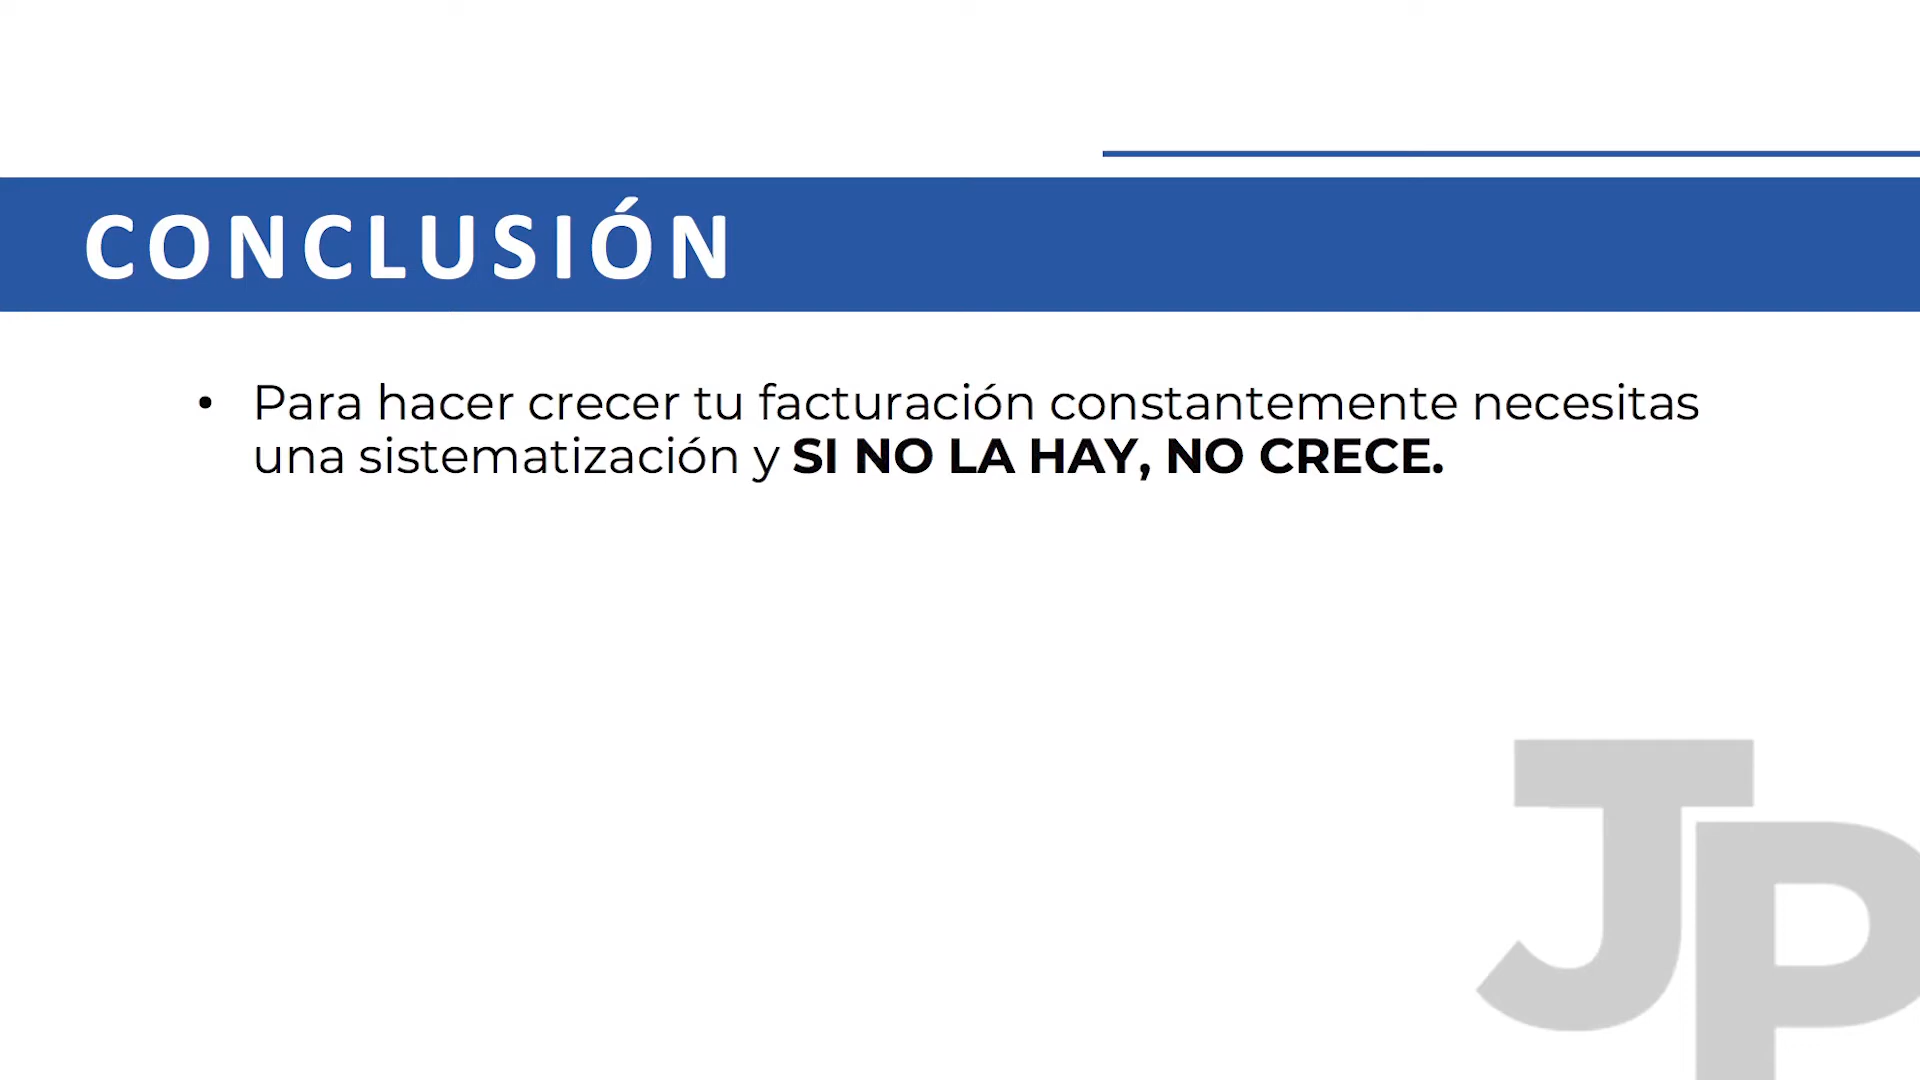 CONCLUSIÓN
• Para hacer crecer tu facturación constantemente necesitas
una sistematización y SI NO LA HAY, NO CRECE.
JP